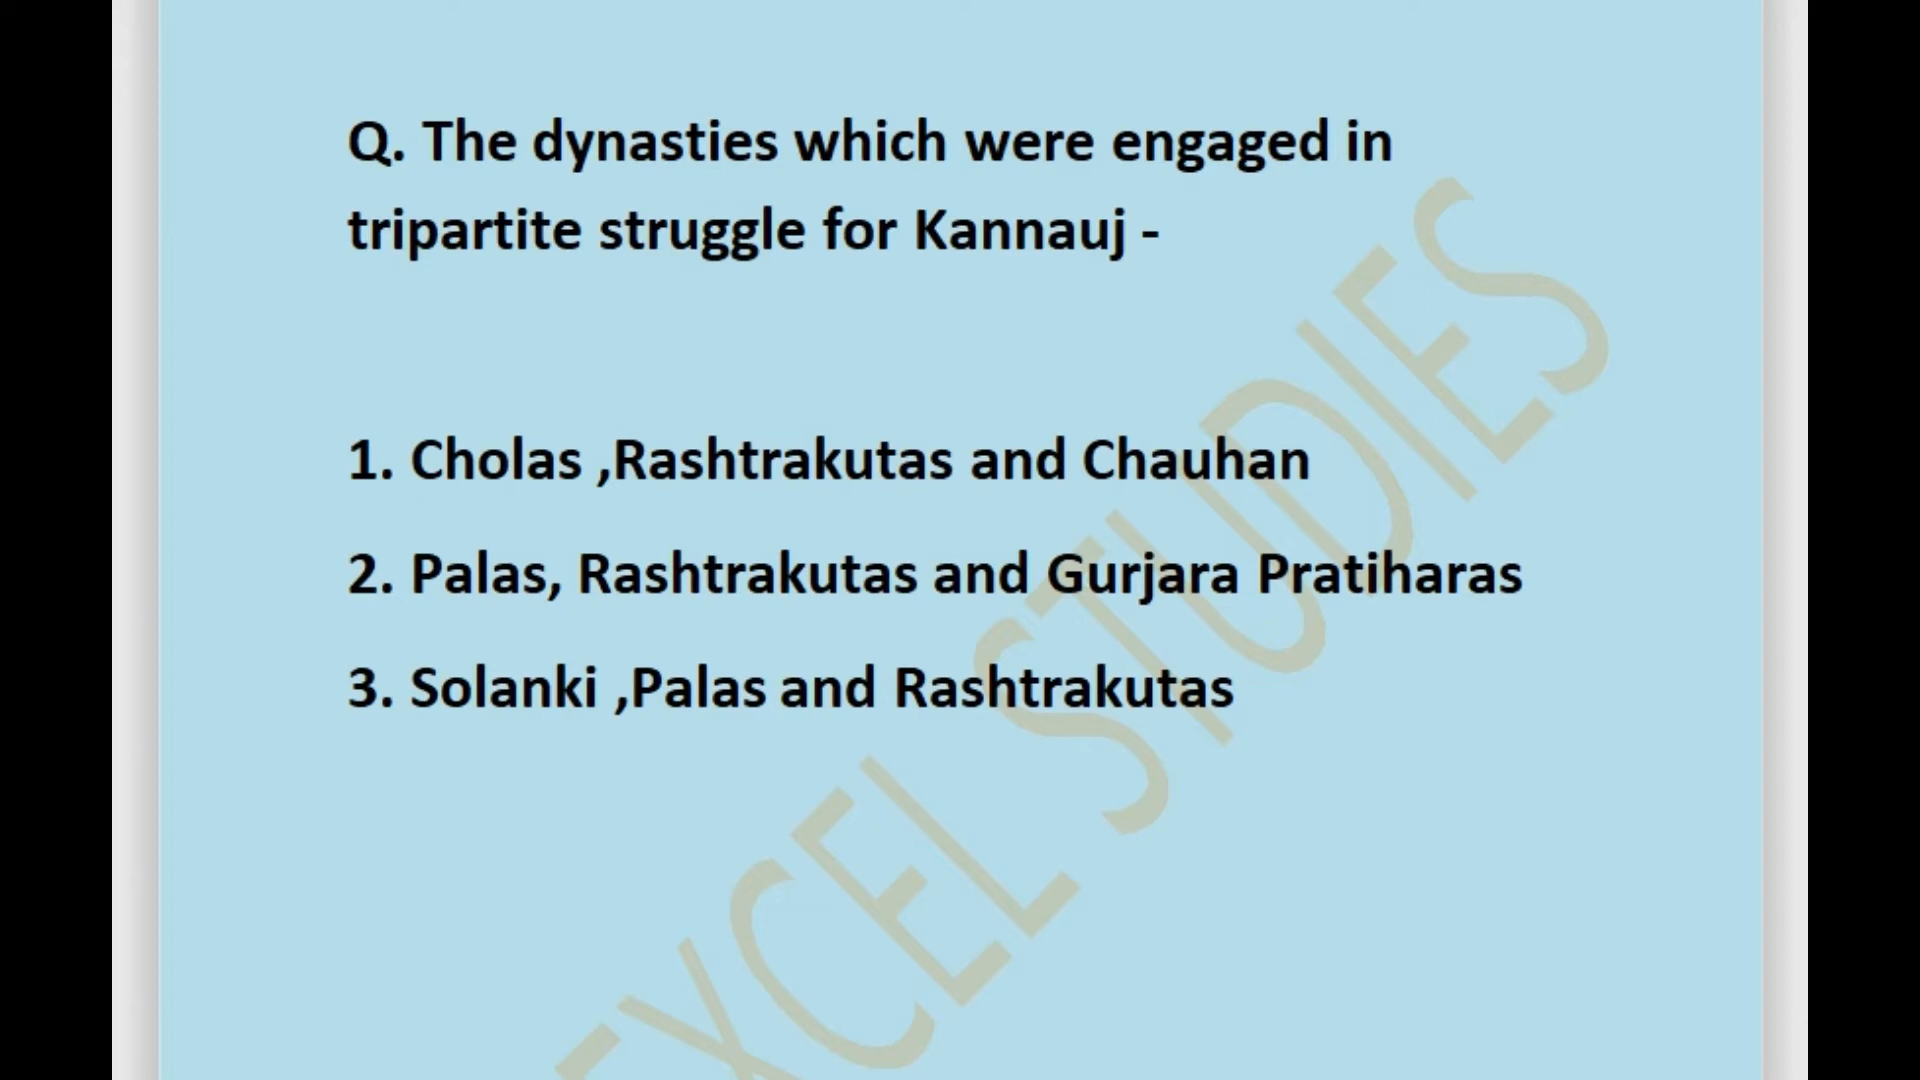 Q. The dynasties which were engaged in
tripartite struggle for Kannauj -
1. Cholas ,Rashtrakutas and Chauhan
2. Palas, Rashtrakutas and Gurjara Pratiharas
3. Solanki ,Palas and Rashtrakutas
EXCEL STUDIES